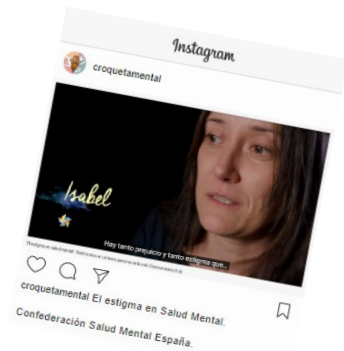 Instagram
croquetamental
Isabel
Hay tanto prejuicio y tanto estigma que...
croquetamental El estigma en Salud Mental.
Confederación Salud Mental España.